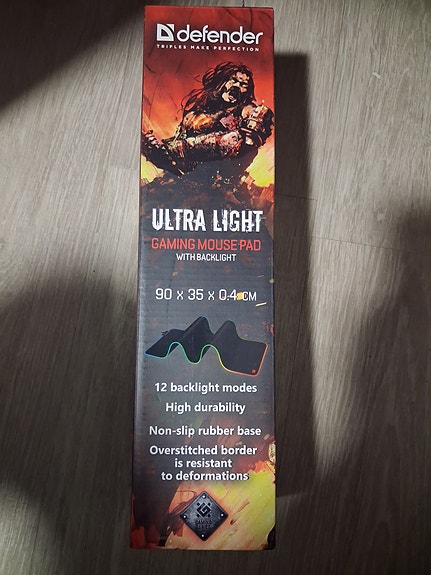 defender
TRIFLES MAKE PERFECTION
ULTRA LIGHT
GAMING MOUSE PAD
WITH BACKLIGHT
90 x 35 x 0.4 CM
12 backlight modes
High durability
Non-slip rubber base
Overstitched border
is resistant
to deformations